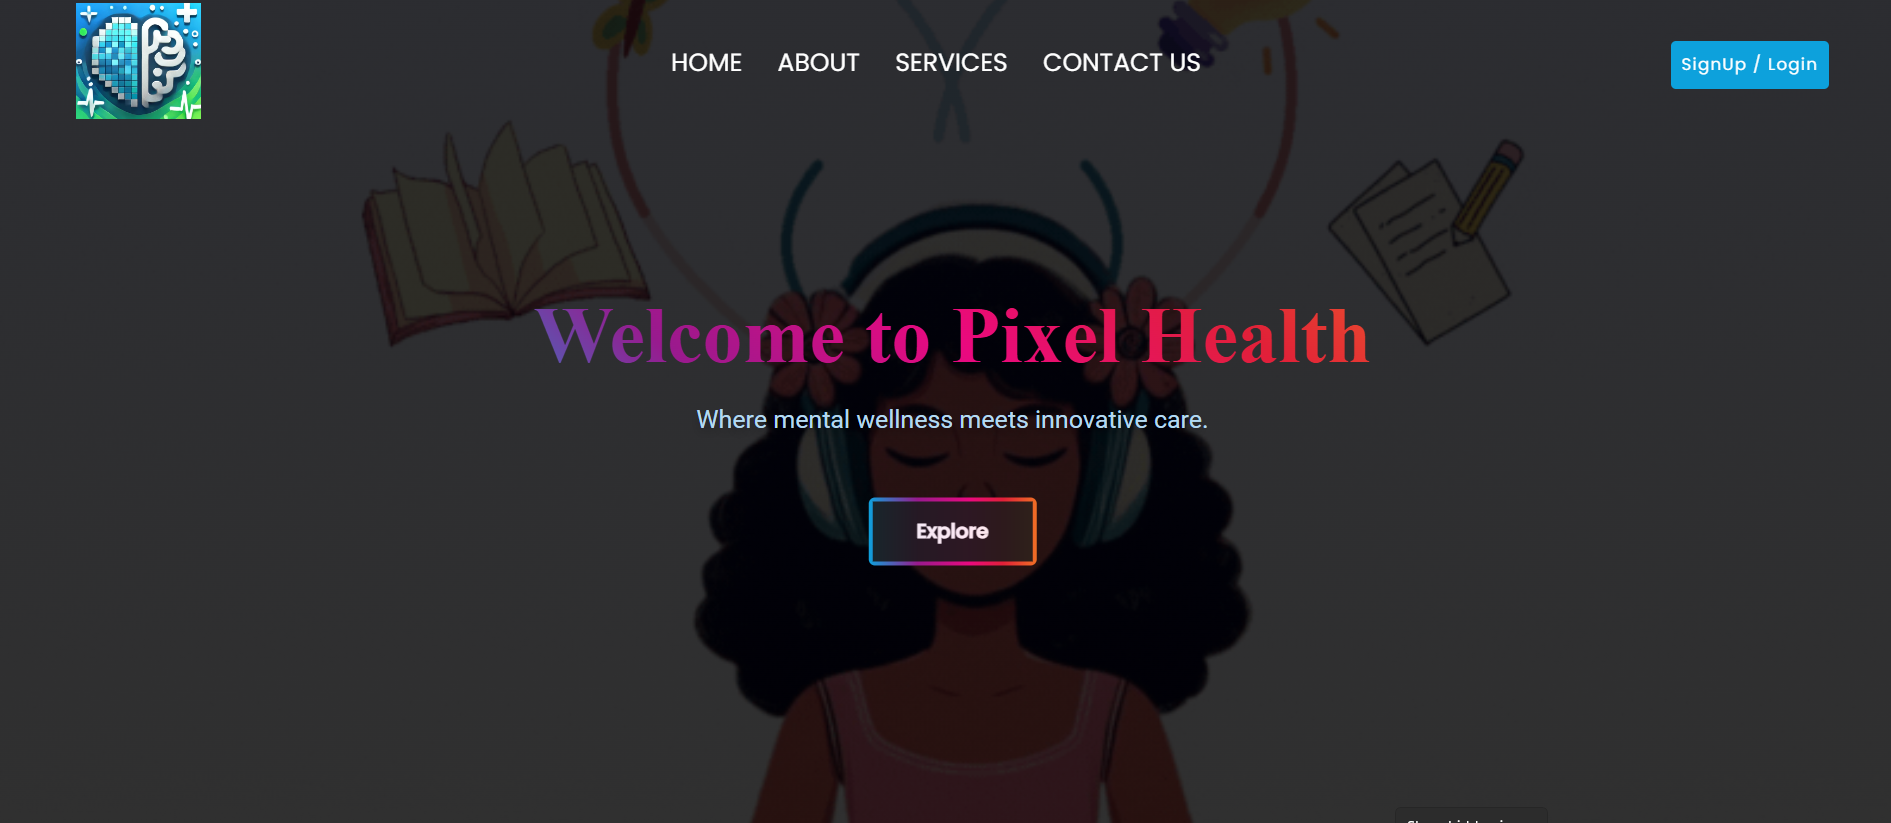 HOME ABOUT SERVICES CONTACT US
SignUp / Login
Welcome to Pixel Health
Where mental wellness meets innovative care.
Explore